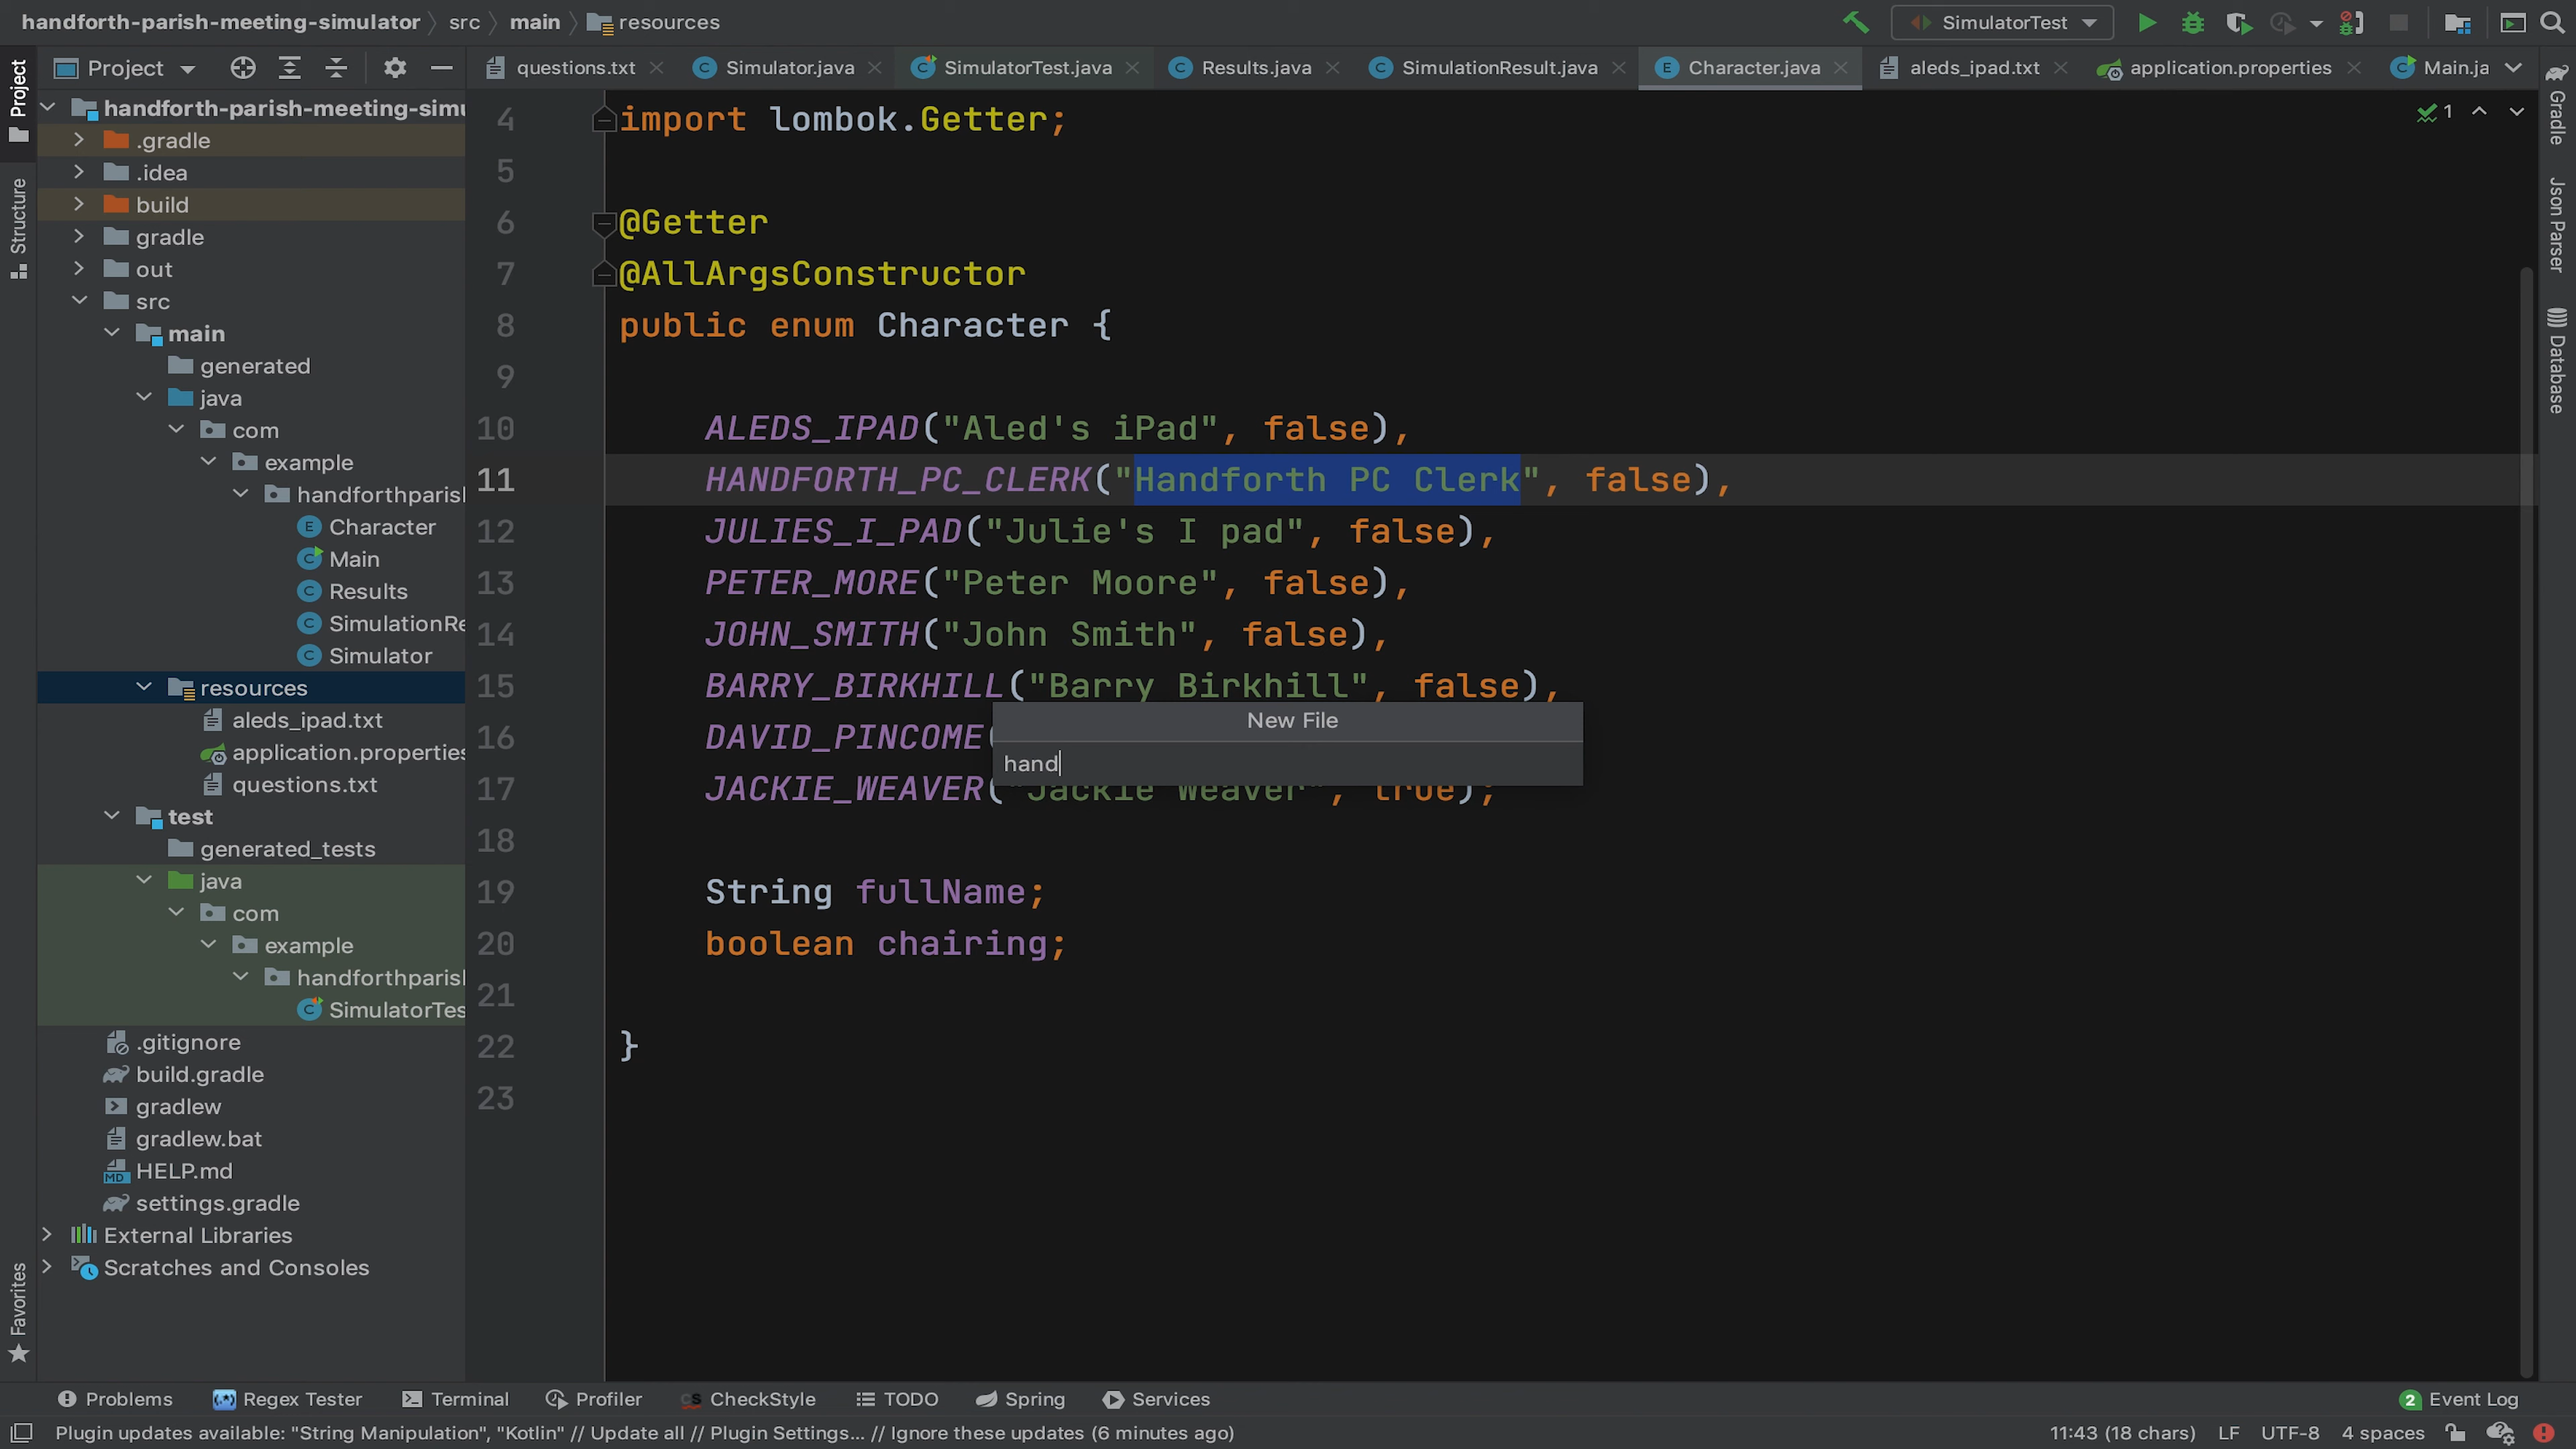 handforth-parish-meeting-simulator 〉 src 〉 main 〉 resources
SimulatorTest
Project
questions.txt
Simulator.java
SimulatorTest.java
Results.java
SimulationResult.java
Character.java
aleds_ipad.txt
application.properties
Main.ja
Project
Structure
Favorites
handforth-parish-meeting-simu
.gradle
.idea
build
gradle
out
src
main
generated
java
com
example
handforthparish
Character
Main
Results
SimulationRe
Simulator
resources
aleds_ipad.txt
application.properties
questions.txt
test
generated_tests
java
com
example
handforthparish
SimulatorTes
.gitignore
build.gradle
gradlew
gradlew.bat
HELP.md
settings.gradle
External Libraries
Scratches and Consoles
4 import lombok.Getter;
5
6 @Getter
7 @AllArgsConstructor
8 public enum Character {
9
10 ALEDS_IPAD("Aled's iPad", false),
11 HANDFORTH_PC_CLERK("Handforth PC Clerk", false),
12 JULIES_I_PAD("Julie's I pad", false),
13 PETER_MORE("Peter Moore", false),
14 JOHN_SMITH("John Smith", false),
15 BARRY_BIRKHILL("Barry Birkhill", false),
16 DAVID_PINCOME(
17 JACKIE_WEAVER("Jackie Weaver", true);
18
19 String fullName;
20 boolean chairing;
21
22 }
23
New File
hand
1
Gradle
Json Parser
Database
Problems
Regex Tester
Terminal
Profiler
CheckStyle
TODO
Spring
Services
2 Event Log
Plugin updates available: "String Manipulation", "Kotlin" // Update all // Plugin Settings... // Ignore these updates (6 minutes ago)
11:43 (18 chars)
LF
UTF-8
4 spaces